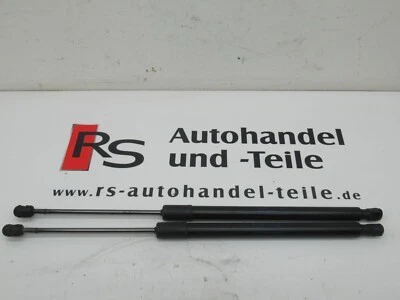 RS
Autohandel
und -Teile
www.rs-autohandel-teile.de